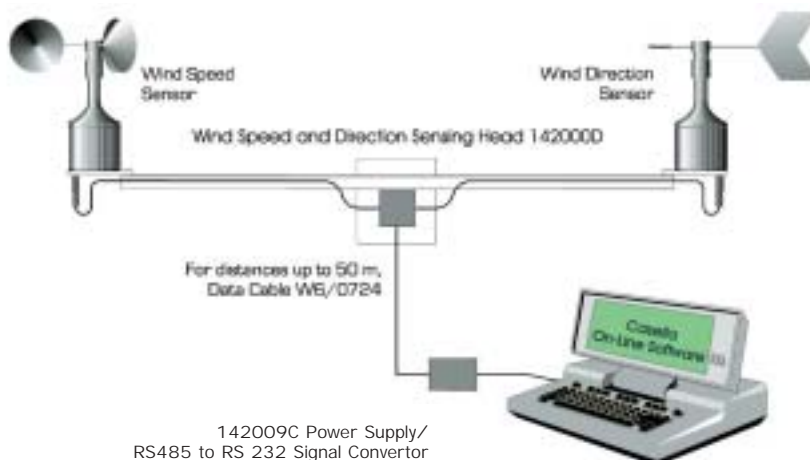 Wind Speed
Sensor
Wind Direction
Sensor
Wind Speed and Direction Sensing Head 142000D
For distances up to 50 m,
Data Cable W6/0724
Casella
On-Line Software
142009C Power Supply/
RS485 to RS 232 Signal Convertor